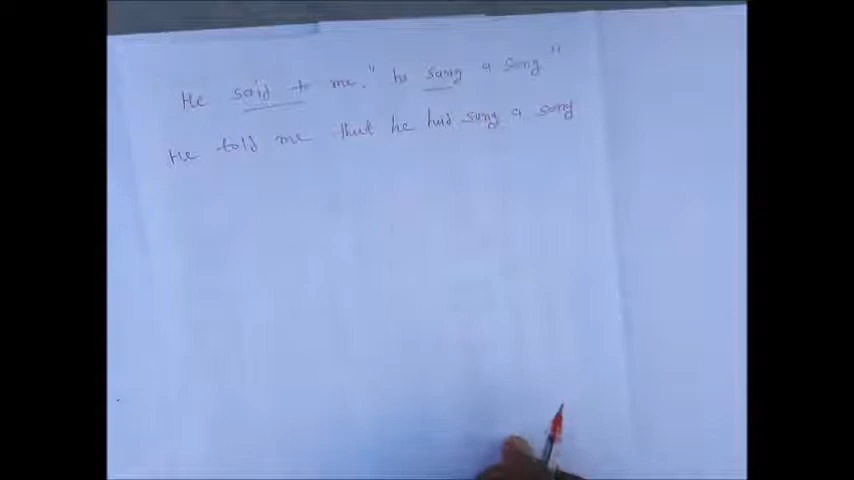 He said to me." he sang a song"
He told me that he had sung a song